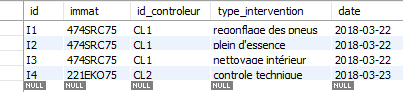 id immat id_controleur type_intervention date
I1 474SRC75 CL1 regonflage des pneus 2018-03-22
I2 474SRC75 CL1 plein d'essence 2018-03-22
I3 474SRC75 CL1 nettoyage intérieur 2018-03-22
I4 221EKO75 CL2 controle technique 2018-03-23
NULL NULL NULL NULL NULL